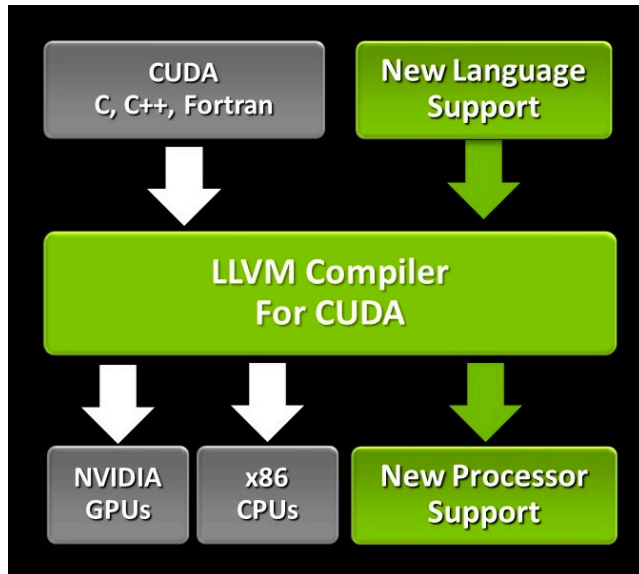 CUDA
C, C++, Fortran
New Language
Support
LLVM Compiler
For CUDA
NVIDIA
GPUs
x86
CPUs
New Processor
Support